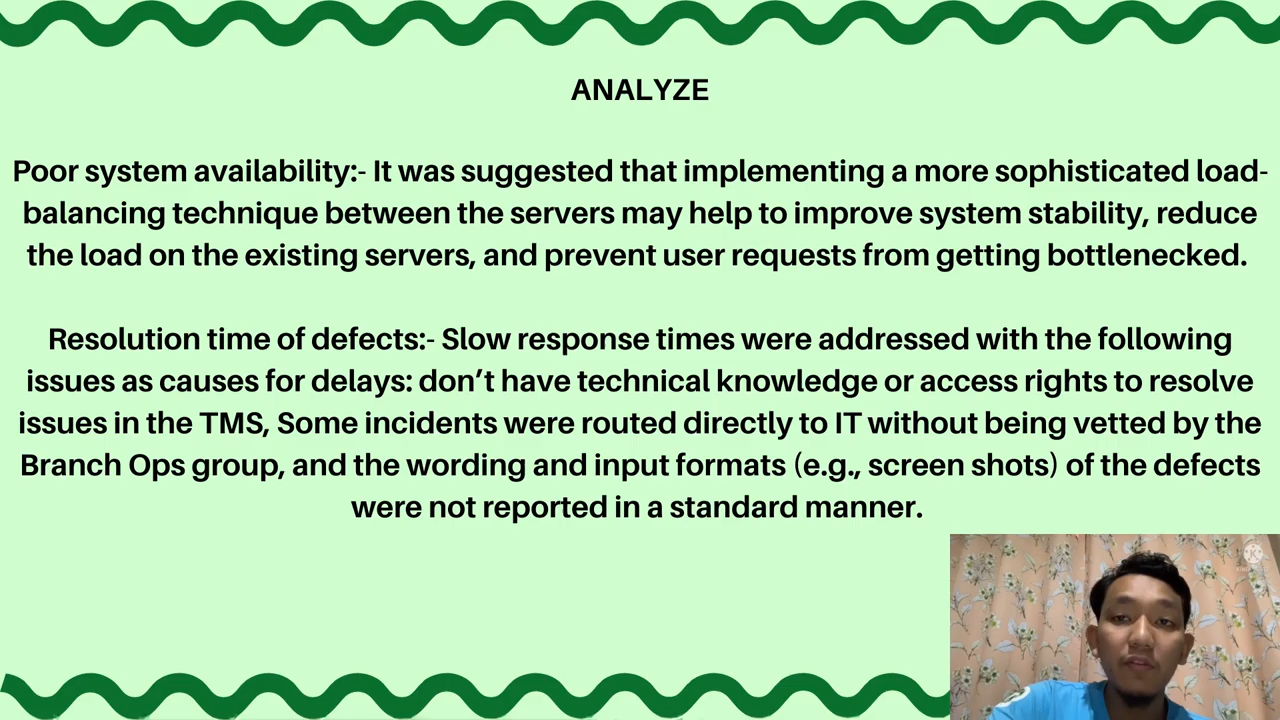 ANALYZE
Poor system availability:- It was suggested that implementing a more sophisticated load-
balancing technique between the servers may help to improve system stability, reduce
the load on the existing servers, and prevent user requests from getting bottlenecked.
Resolution time of defects:- Slow response times were addressed with the following
issues as causes for delays: don’t have technical knowledge or access rights to resolve
issues in the TMS, Some incidents were routed directly to IT without being vetted by the
Branch Ops group, and the wording and input formats (e.g., screen shots) of the defects
were not reported in a standard manner.